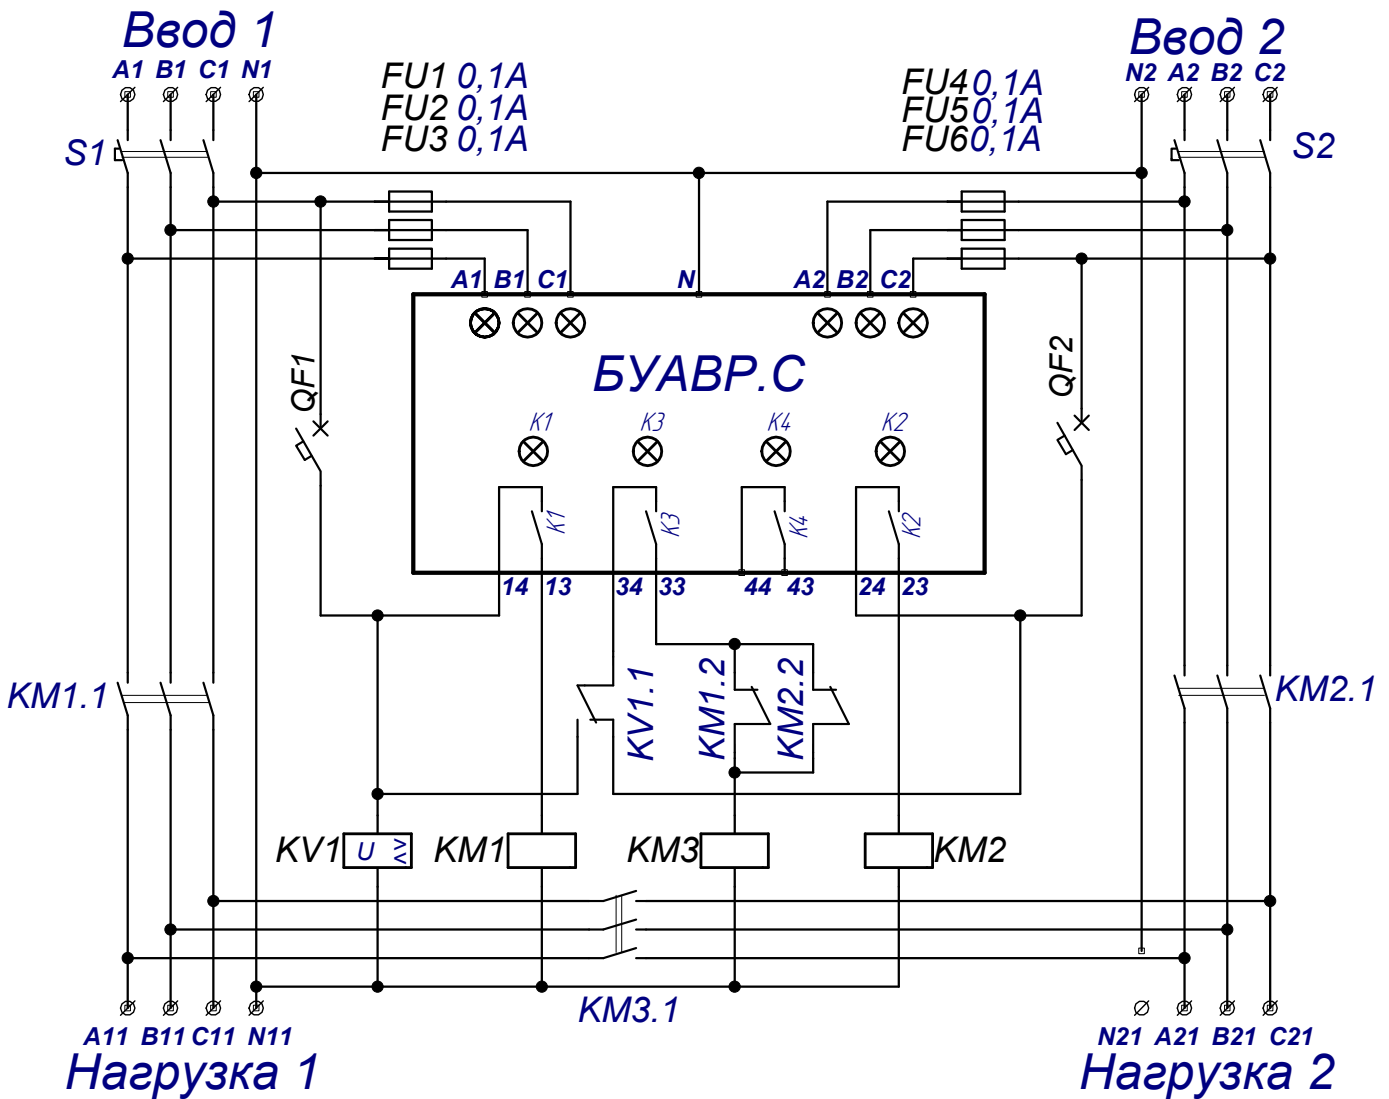 Ввод 1
Ввод 2
A1 B1 C1 N1
N2 A2 B2 C2
FU1 0,1A
FU2 0,1A
FU3 0,1A
FU4 0,1A
FU5 0,1A
FU6 0,1A
S1
S2
A1 B1 C1 N A2 B2 C2
БУАВР.С
QF1
QF2
K1 K3 K4 K2
K1 K3 K4 K2
14 13 34 33 44 43 24 23
KM1.1
KV1.1
KM1.2
KM2.2
KM2.1
KV1 U <<
KM1
KM3
KM2
KM3.1
A11 B11 C11 N11
N21 A21 B21 C21
Нагрузка 1
Нагрузка 2